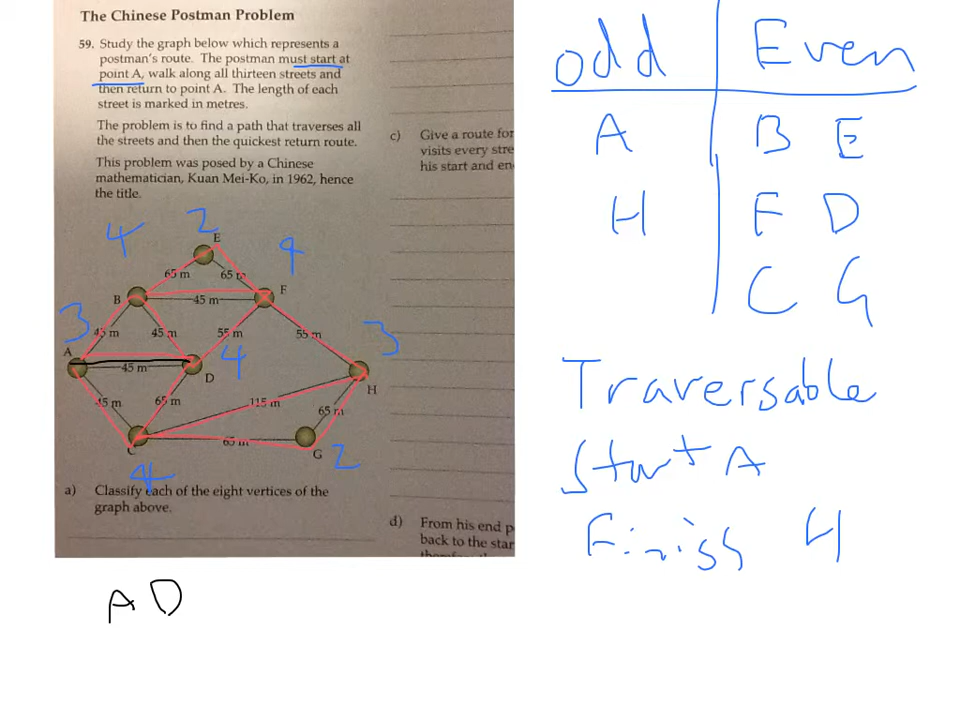 The Chinese Postman Problem
59. Study the graph below which represents a
postman's route. The postman must start at
point A, walk along all thirteen streets and
then return to point A. The length of each
street is marked in metres.
The problem is to find a path that traverses all
the streets and then the quickest return route.
This problem was posed by a Chinese
mathematician, Kuan Mei-Ko, in 1962, hence
the title.
c) Give a route for
visits every stre
his start and en
4
2
E
4
65 m
65 m
B
45 m
F
3
45 m
45 m
55 m
55 m
3
A
45 m
4
D
H
45 m
65 m
115 m
65 m
C
65 m
G
2
4
a) Classify each of the eight vertices of the
graph above.
d) From his end p
back to the star
odd Even
A B E
H F D
C G
Traversable
Start A
Finish H
A D